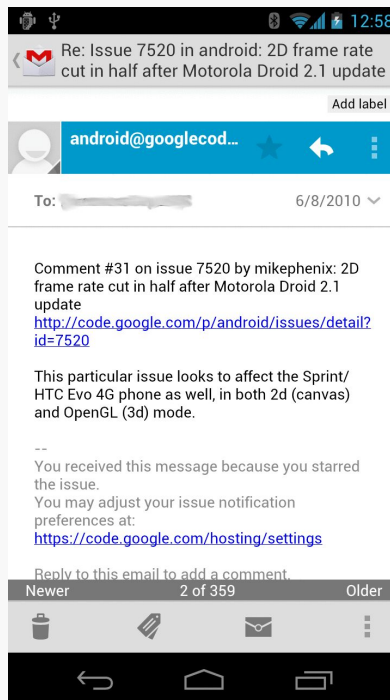 12:58
Re: Issue 7520 in android: 2D frame rate
cut in half after Motorola Droid 2.1 update
Add label
android@googlecod...
To:
6/8/2010
Comment #31 on issue 7520 by mikephenix: 2D
frame rate cut in half after Motorola Droid 2.1
update
http://code.google.com/p/android/issues/detail?
id=7520
This particular issue looks to affect the Sprint/
HTC Evo 4G phone as well, in both 2d (canvas)
and OpenGL (3d) mode.
--
You received this message because you starred
the issue.
You may adjust your issue notification
preferences at:
https://code.google.com/hosting/settings
Reply to this email to add a comment.
Newer 2 of 359 Older